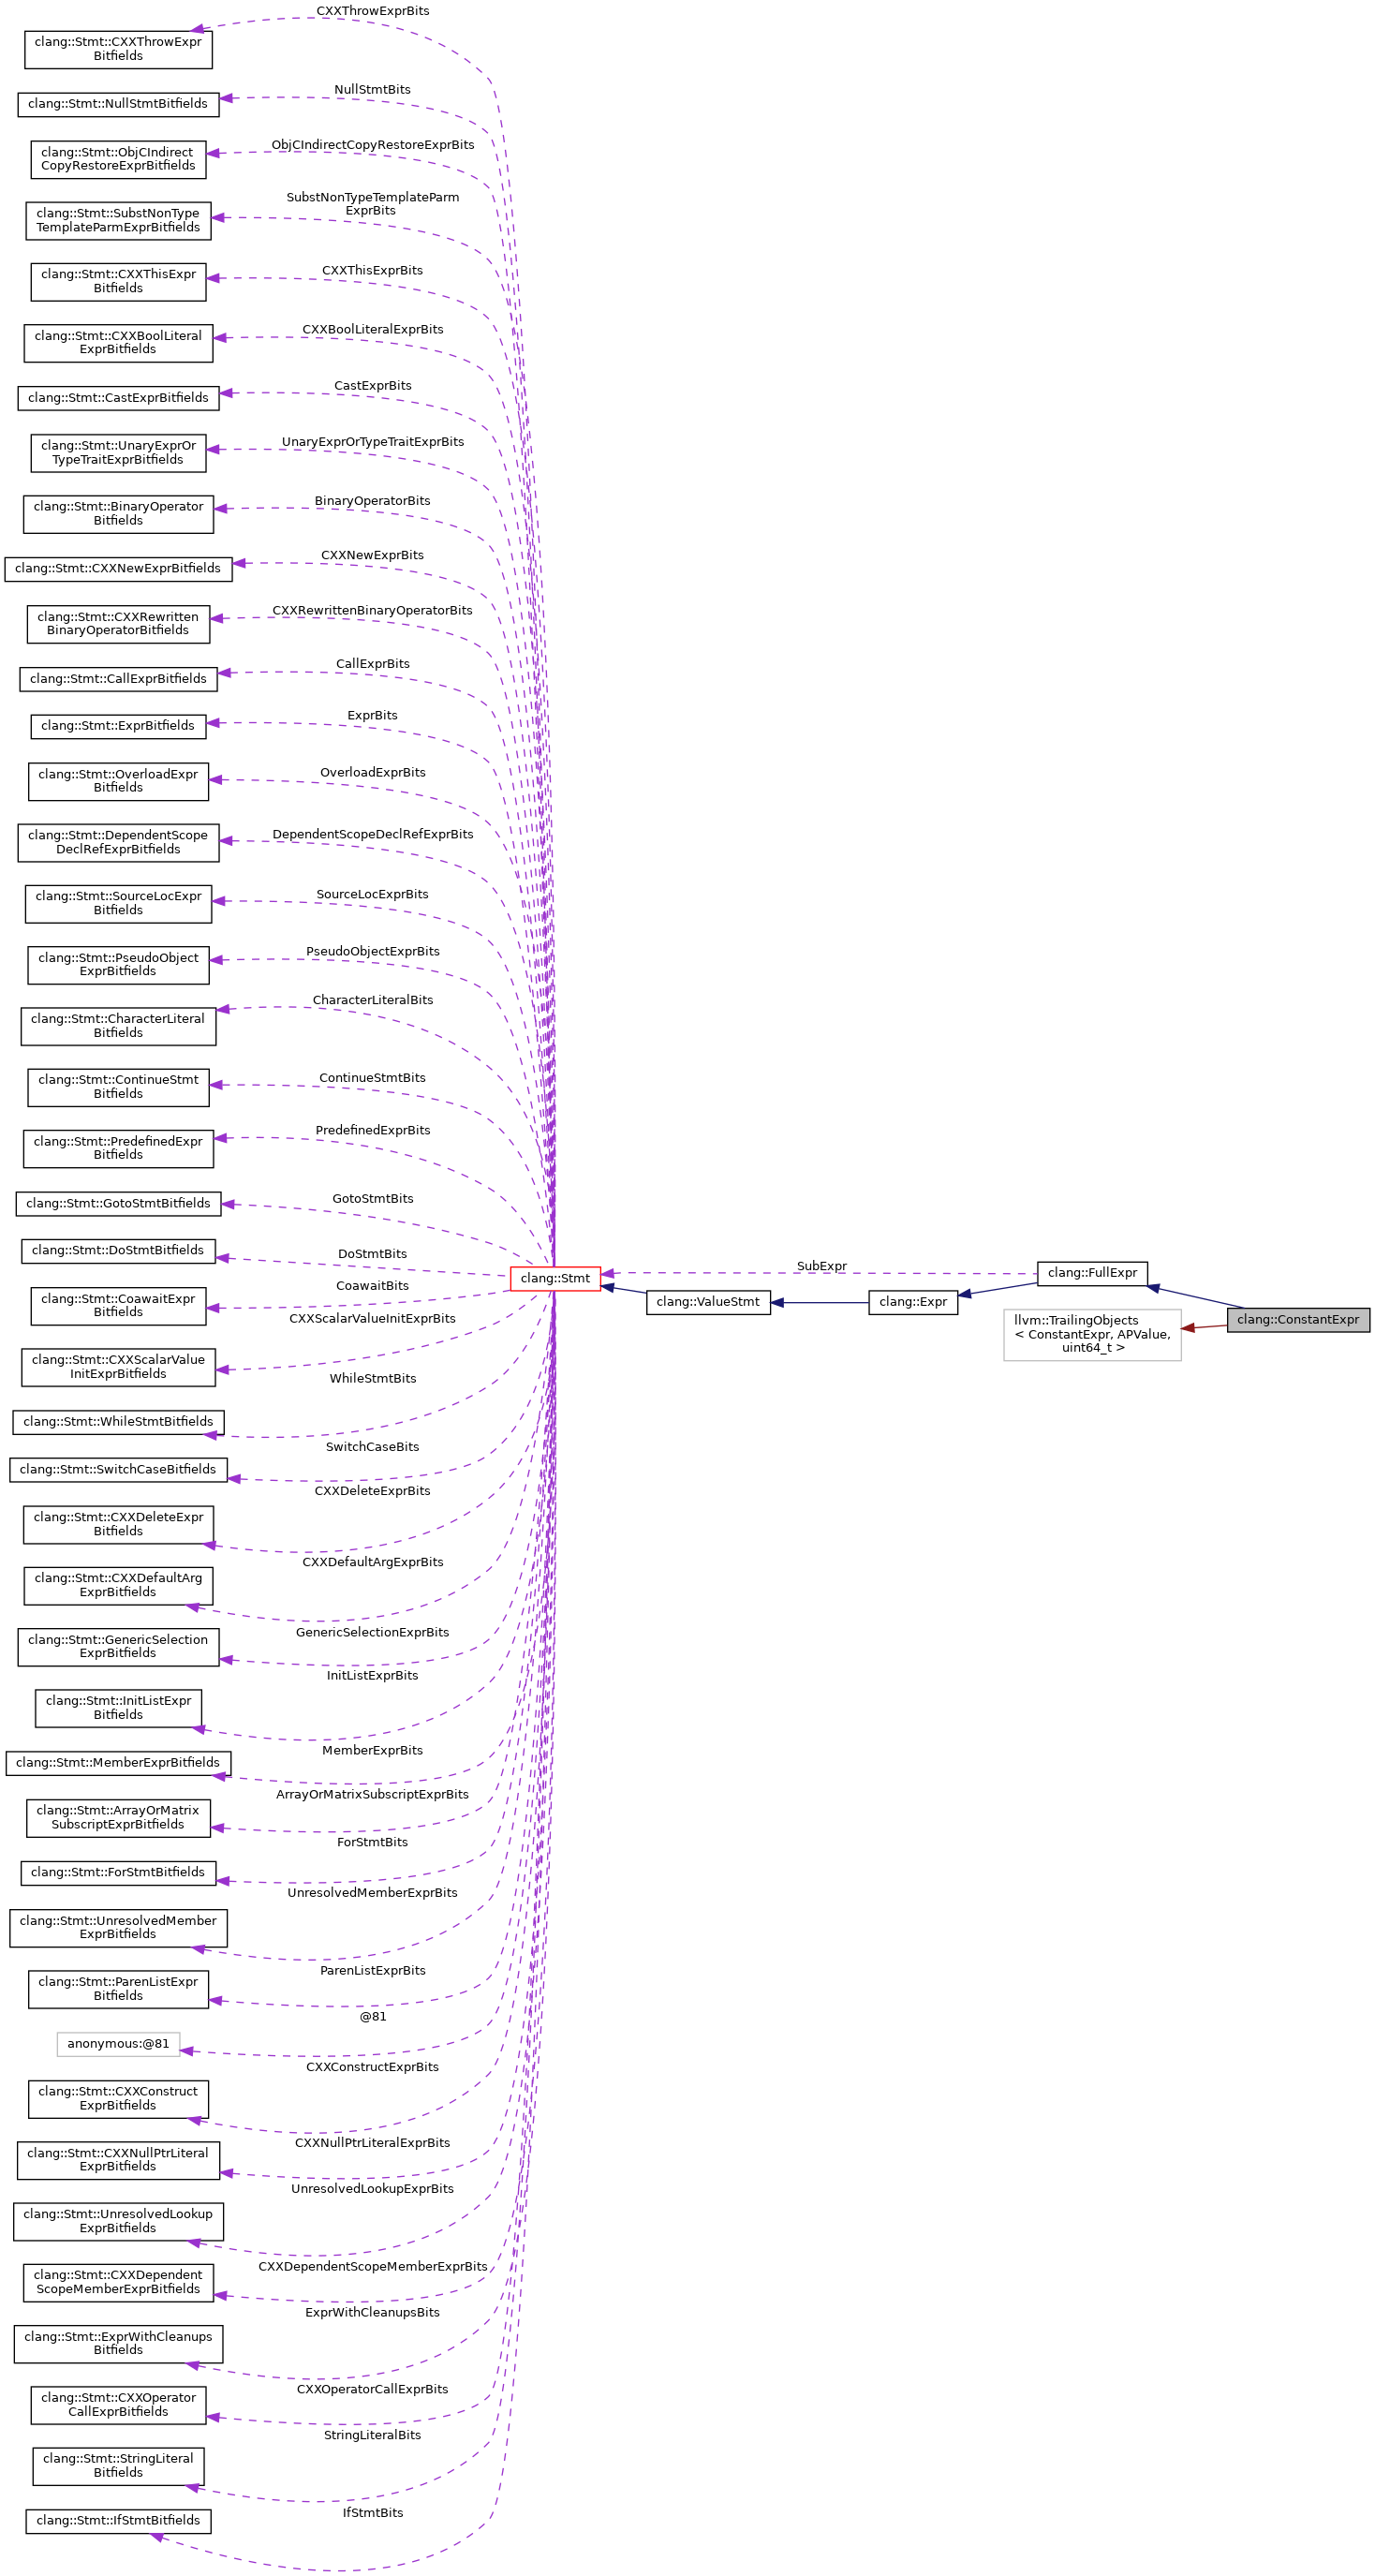 CXXThrowExprBits
clang::Stmt::CXXThrowExpr
Bitfields
NullStmtBits
clang::Stmt::NullStmtBitfields
ObjCIndirectCopyRestoreExprBits
clang::Stmt::ObjCIndirect
CopyRestoreExprBitfields
SubstNonTypeTemplateParm
ExprBits
clang::Stmt::SubstNonType
TemplateParmExprBitfields
CXXThisExprBits
clang::Stmt::CXXThisExpr
Bitfields
CXXBoolLiteralExprBits
clang::Stmt::CXXBoolLiteral
ExprBitfields
CastExprBits
clang::Stmt::CastExprBitfields
UnaryExprOrTypeTraitExprBits
clang::Stmt::UnaryExprOr
TypeTraitExprBitfields
BinaryOperatorBits
clang::Stmt::BinaryOperator
Bitfields
CXXNewExprBits
clang::Stmt::CXXNewExprBitfields
CXXRewrittenBinaryOperatorBits
clang::Stmt::CXXRewritten
BinaryOperatorBitfields
CallExprBits
clang::Stmt::CallExprBitfields
ExprBits
clang::Stmt::ExprBitfields
OverloadExprBits
clang::Stmt::OverloadExpr
Bitfields
DependentScopeDeclRefExprBits
clang::Stmt::DependentScope
DeclRefExprBitfields
SourceLocExprBits
clang::Stmt::SourceLocExpr
Bitfields
PseudoObjectExprBits
clang::Stmt::PseudoObject
ExprBitfields
CharacterLiteralBits
clang::Stmt::CharacterLiteral
Bitfields
ContinueStmtBits
clang::Stmt::ContinueStmt
Bitfields
PredefinedExprBits
clang::Stmt::PredefinedExpr
Bitfields
GotoStmtBits
clang::Stmt::GotoStmtBitfields
DoStmtBits
clang::Stmt::DoStmtBitfields
CoawaitBits
clang::Stmt::CoawaitExpr
Bitfields
CXXScalarValueInitExprBits
clang::Stmt::CXXScalarValue
InitExprBitfields
WhileStmtBits
clang::Stmt::WhileStmtBitfields
SwitchCaseBits
clang::Stmt::SwitchCaseBitfields
CXXDeleteExprBits
clang::Stmt::CXXDeleteExpr
Bitfields
CXXDefaultArgExprBits
clang::Stmt::CXXDefaultArg
ExprBitfields
GenericSelectionExprBits
clang::Stmt::GenericSelection
ExprBitfields
InitListExprBits
clang::Stmt::InitListExpr
Bitfields
MemberExprBits
clang::Stmt::MemberExprBitfields
ArrayOrMatrixSubscriptExprBits
clang::Stmt::ArrayOrMatrix
SubscriptExprBitfields
ForStmtBits
clang::Stmt::ForStmtBitfields
UnresolvedMemberExprBits
clang::Stmt::UnresolvedMember
ExprBitfields
ParenListExprBits
clang::Stmt::ParenListExpr
Bitfields
@81
anonymous:@81
CXXConstructExprBits
clang::Stmt::CXXConstruct
ExprBitfields
CXXNullPtrLiteralExprBits
clang::Stmt::CXXNullPtrLiteral
ExprBitfields
UnresolvedLookupExprBits
clang::Stmt::UnresolvedLookup
ExprBitfields
CXXDependentScopeMemberExprBits
clang::Stmt::CXXDependent
ScopeMemberExprBitfields
ExprWithCleanupsBits
clang::Stmt::ExprWithCleanups
Bitfields
CXXOperatorCallExprBits
clang::Stmt::CXXOperator
CallExprBitfields
StringLiteralBits
clang::Stmt::StringLiteral
Bitfields
IfStmtBits
clang::Stmt::IfStmtBitfields
clang::Stmt
SubExpr
clang::ValueStmt
clang::Expr
clang::FullExpr
llvm::TrailingObjects
< ConstantExpr, APValue,
uint64_t >
clang::ConstantExpr